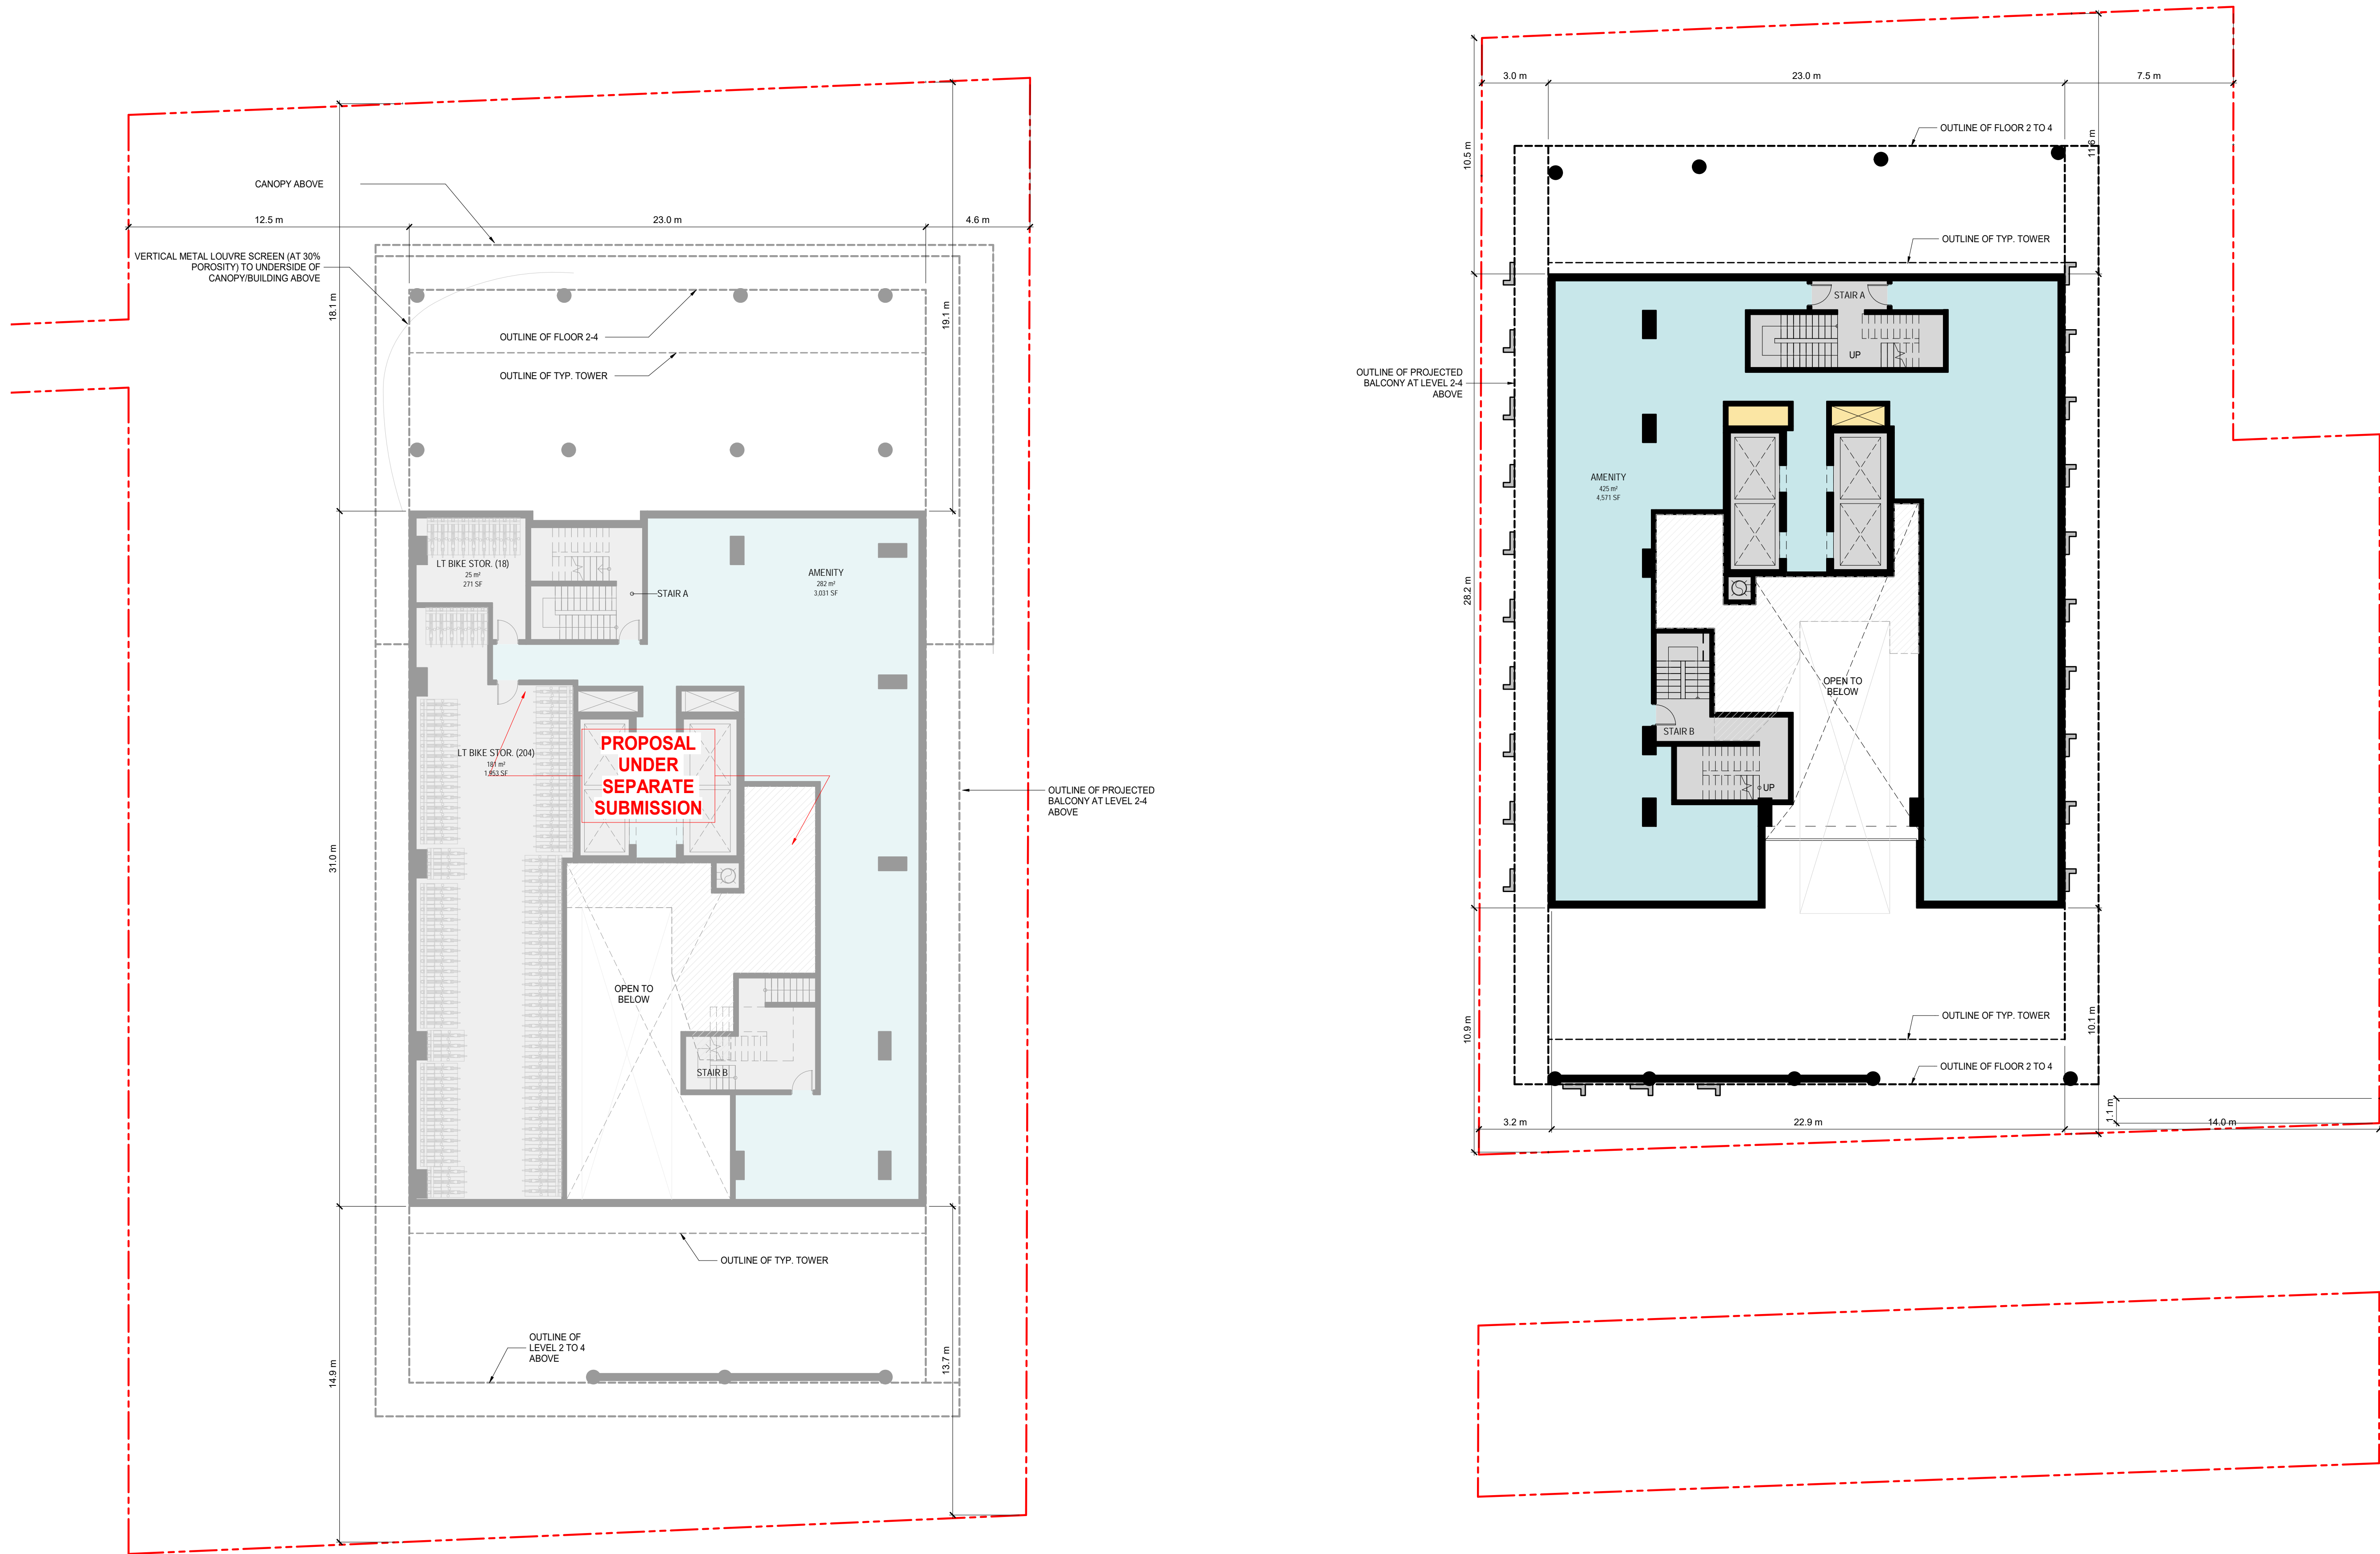 CANOPY ABOVE
12.5 m
23.0 m
4.6 m
VERTICAL METAL LOUVRE SCREEN (AT 30%
POROSITY) TO UNDERSIDE OF
CANOPY/BUILDING ABOVE
18.1 m
19.1 m
OUTLINE OF FLOOR 2-4
OUTLINE OF TYP. TOWER
LT BIKE STOR. (18)
25 m²
271 SF
STAIR A
AMENITY
282 m²
3,031 SF
LT BIKE STOR. (204)
181 m²
1,953 SF
PROPOSAL
UNDER
SEPARATE
SUBMISSION
OUTLINE OF PROJECTED
BALCONY AT LEVEL 2-4
ABOVE
31.0 m
OPEN TO
BELOW
STAIR B
OUTLINE OF TYP. TOWER
OUTLINE OF
LEVEL 2 TO 4
ABOVE
14.9 m
13.7 m
3.0 m
23.0 m
7.5 m
OUTLINE OF FLOOR 2 TO 4
10.5 m
11.6 m
OUTLINE OF TYP. TOWER
STAIR A
UP
OUTLINE OF PROJECTED
BALCONY AT LEVEL 2-4
ABOVE
AMENITY
425 m²
4,571 SF
28.2 m
OPEN TO
BELOW
STAIR B
UP
OUTLINE OF TYP. TOWER
10.9 m
10.1 m
OUTLINE OF FLOOR 2 TO 4
3.2 m
22.9 m
1.1 m
14.0 m